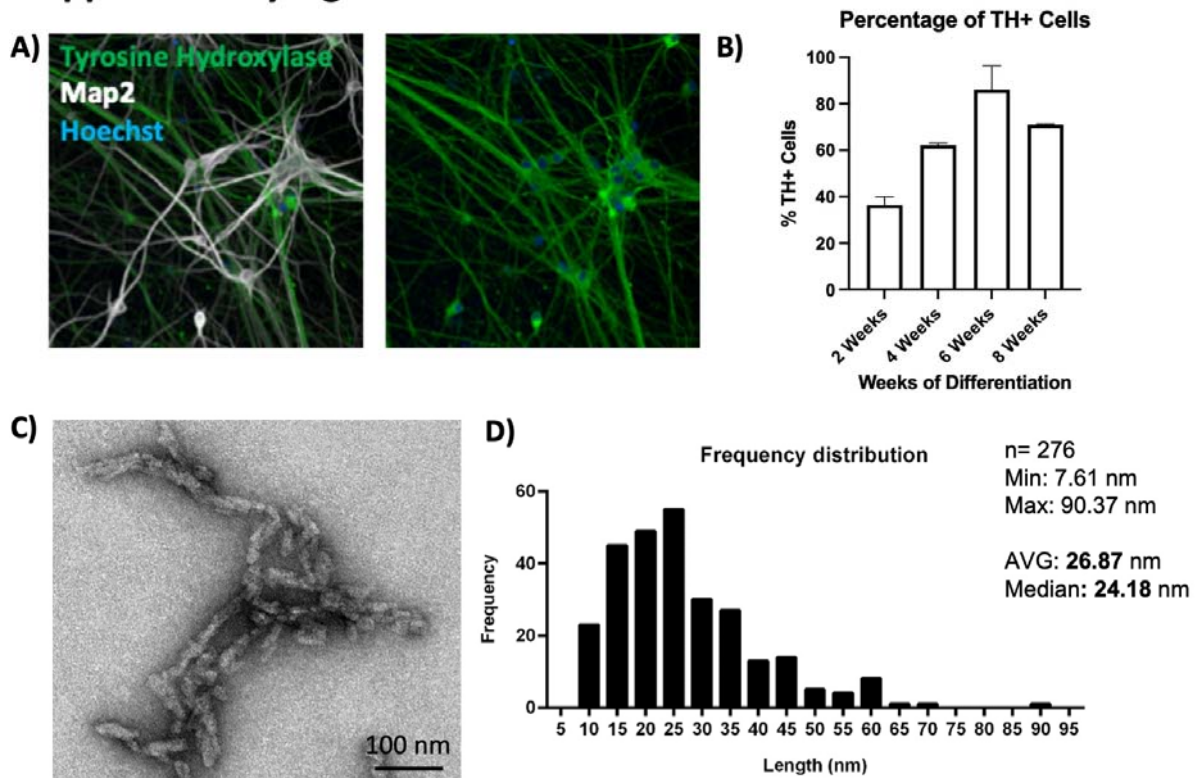 A)
Tyrosine Hydroxylase
Map2
Hoechst
B)
Percentage of TH+ Cells
% TH+ Cells
100
80
60
40
20
0
2 Weeks
4 Weeks
6 Weeks
8 Weeks
Weeks of Differentiation
C)
100 nm
D)
Frequency distribution
Frequency
60
40
20
0
5 10 15 20 25 30 35 40 45 50 55 60 65 70 75 80 85 90 95
Length (nm)
n= 276
Min: 7.61 nm
Max: 90.37 nm
AVG: 26.87 nm
Median: 24.18 nm